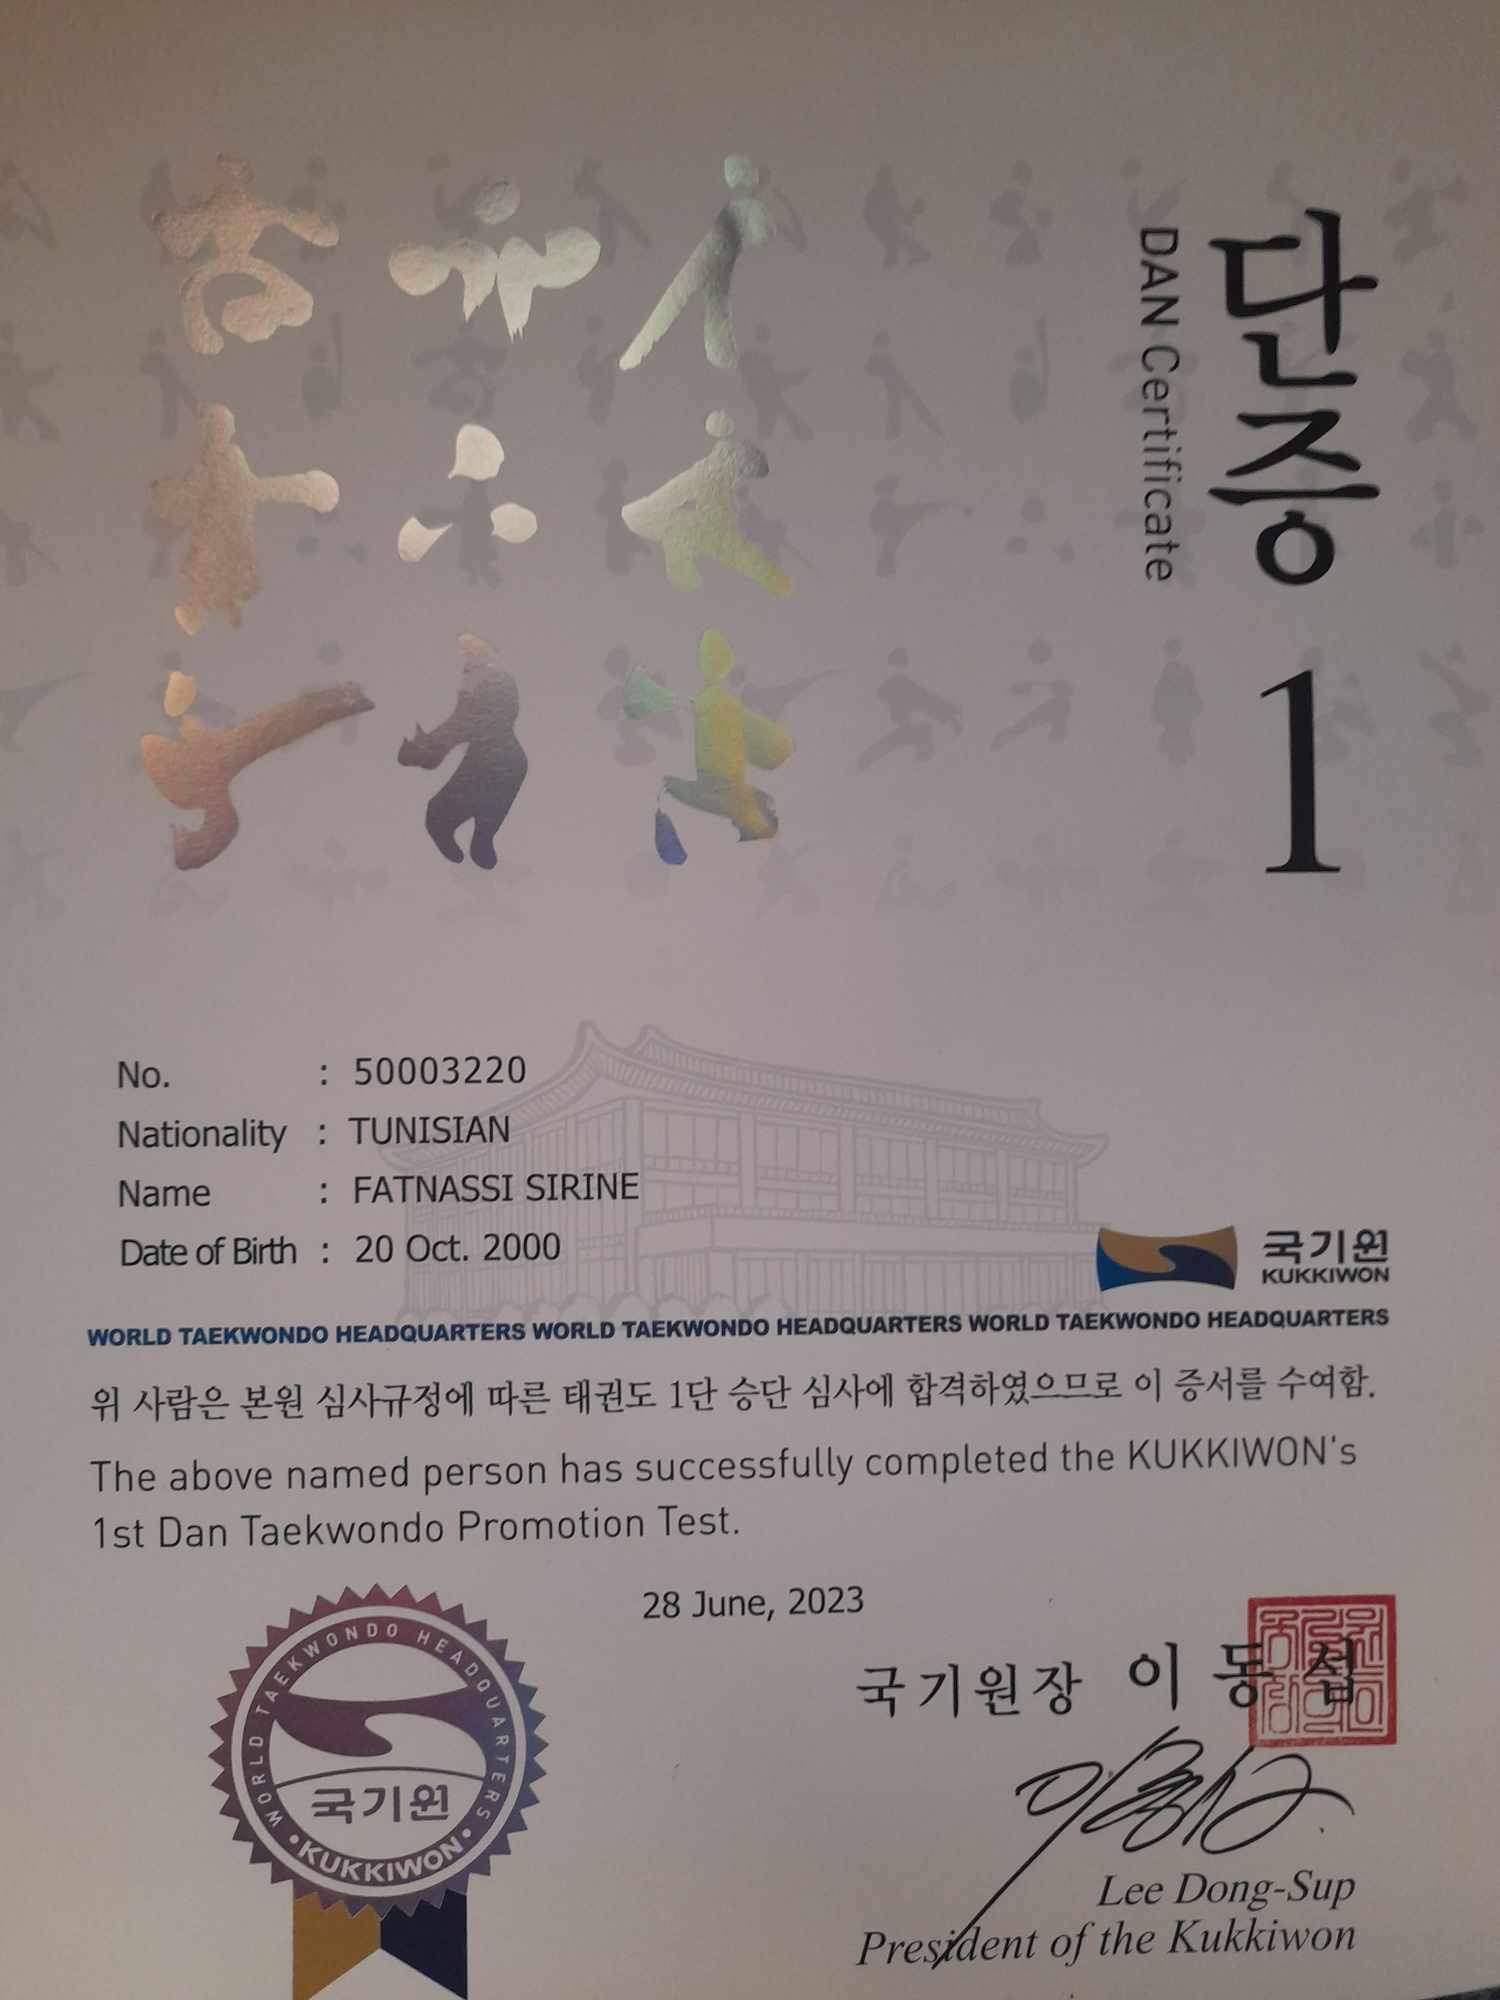 단증
DAN Certificate
1
No. : 50003220
Nationality : TUNISIAN
Name : FATNASSI SIRINE
Date of Birth : 20 Oct. 2000
국기원
KUKKIWON
WORLD TAEKWONDO HEADQUARTERS WORLD TAEKWONDO HEADQUARTERS WORLD TAEKWONDO HEADQUARTERS
위 사람은 본원 심사규정에 따른 태권도 1단 승단 심사에 합격하였으므로 이 증서를 수여함.
The above named person has successfully completed the KUKKIWON's
1st Dan Taekwondo Promotion Test.
28 June, 2023
WORLD TAEKWONDO HEADQUARTERS
국기원
• KUKKIWON •
국기원장 이동섭
Lee Dong-Sup
President of the Kukkiwon